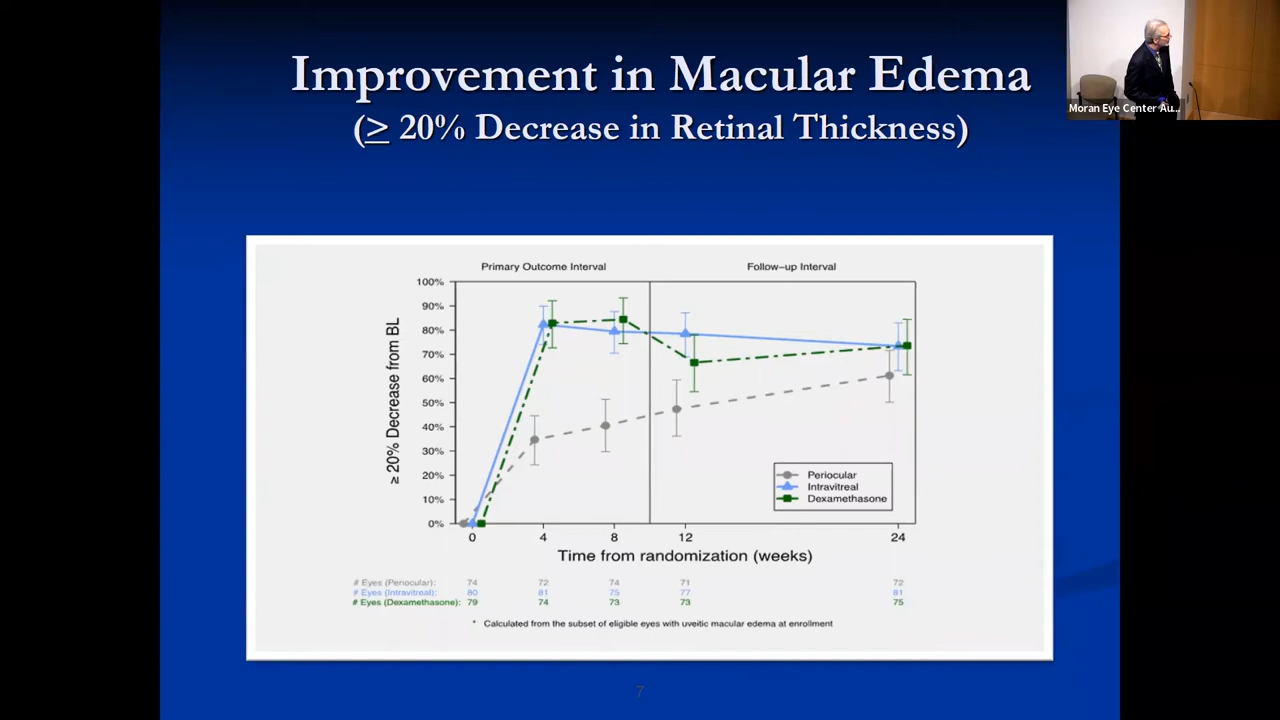 Improvement in Macular Edema
(≥ 20% Decrease in Retinal Thickness)
Moran Eye Center Au...
Primary Outcome Interval
Follow−up Interval
≥ 20% Decrease from BL
100%
90%
80%
70%
60%
50%
40%
30%
20%
10%
0%
Periocular
Intravitreal
Dexamethasone
0 4 8 12 24
Time from randomization (weeks)
# Eyes (Periocular): 74 72 74 71 72
# Eyes (Intravitreal): 80 81 75 77 81
# Eyes (Dexamethasone): 79 74 73 73 75
* Calculated from the subset of eligible eyes with uveitic macular edema at enrollment
7